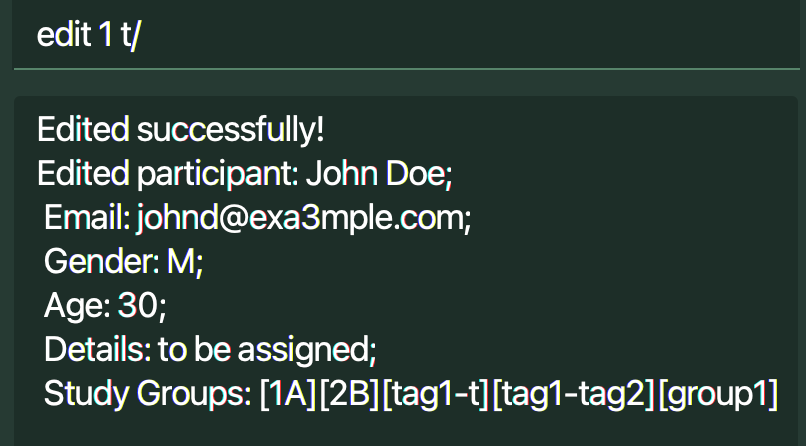 edit 1 t/
Edited successfully!
Edited participant: John Doe;
Email: johnd@exa3mple.com;
Gender: M;
Age: 30;
Details: to be assigned;
Study Groups: [1A][2B][tag1-t][tag1-tag2][group1]